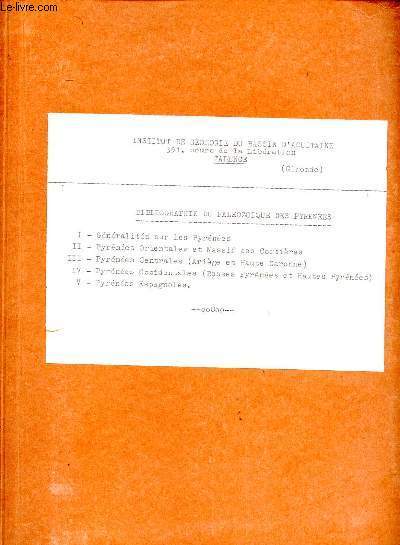 Le-livre.com
INSTITUT DE GEOLOGIE DU BASSIN D'AQUITAINE
351, cours de la Libération
TALENCE
(Gironde)
BIBLIOGRAPHIE DU PALEOZOIQUE DES PYRENEES
I - Généralités sur les Pyrénées
II - Pyrénées Orientales et Massif des Corbières
III - Pyrénées Centrales (Ariège et Haute Garonne)
IV - Pyrénées Occidentales (Basses Pyrénées et Hautes Pyrénées)
V - Pyrénées Espagnoles.
--ooOoo--